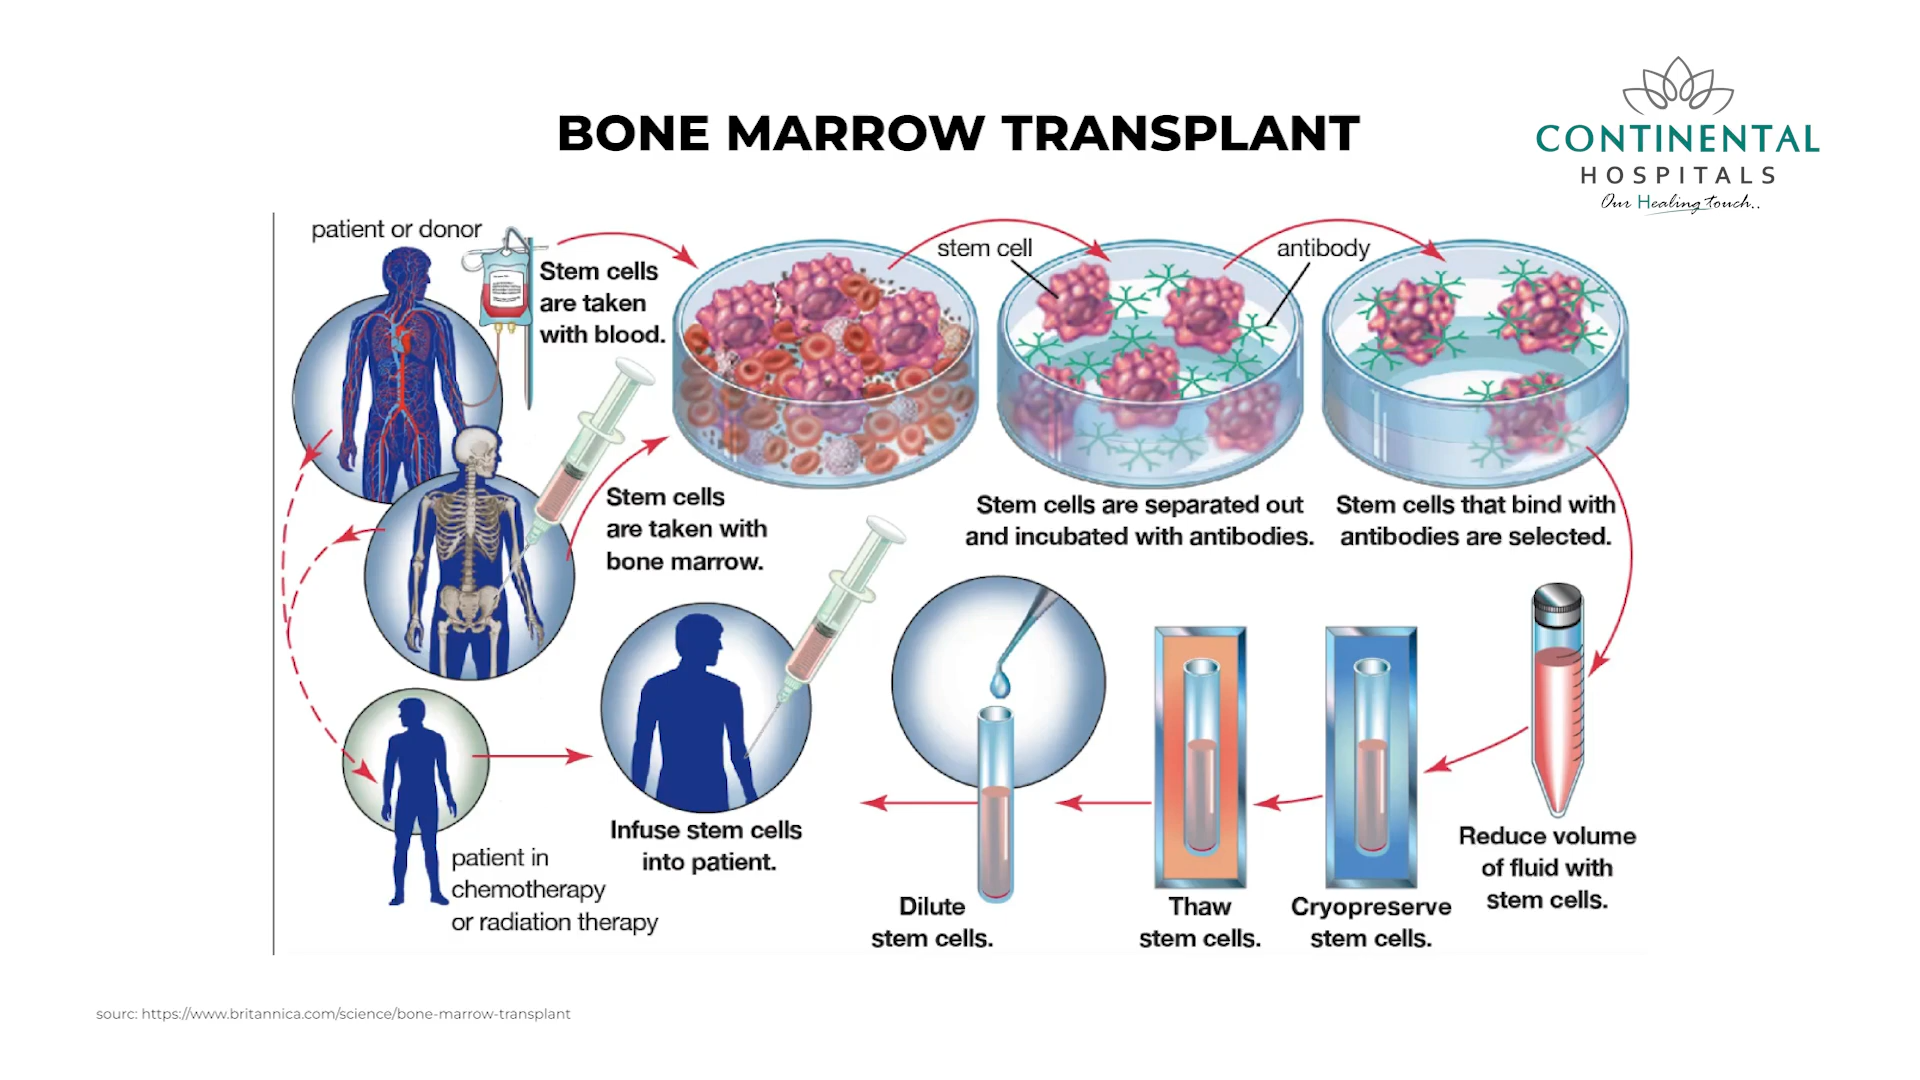 BONE MARROW TRANSPLANT
CONTINENTAL
HOSPITALS
Our Healing touch..
patient or donor
Stem cells
are taken
with blood.
stem cell
antibody
Stem cells
are taken with
bone marrow.
Stem cells are separated out
and incubated with antibodies.
Stem cells that bind with
antibodies are selected.
Reduce volume
of fluid with
stem cells.
Cryopreserve
stem cells.
Thaw
stem cells.
Dilute
stem cells.
Infuse stem cells
into patient.
patient in
chemotherapy
or radiation therapy
sourc: https://www.britannica.com/science/bone-marrow-transplant